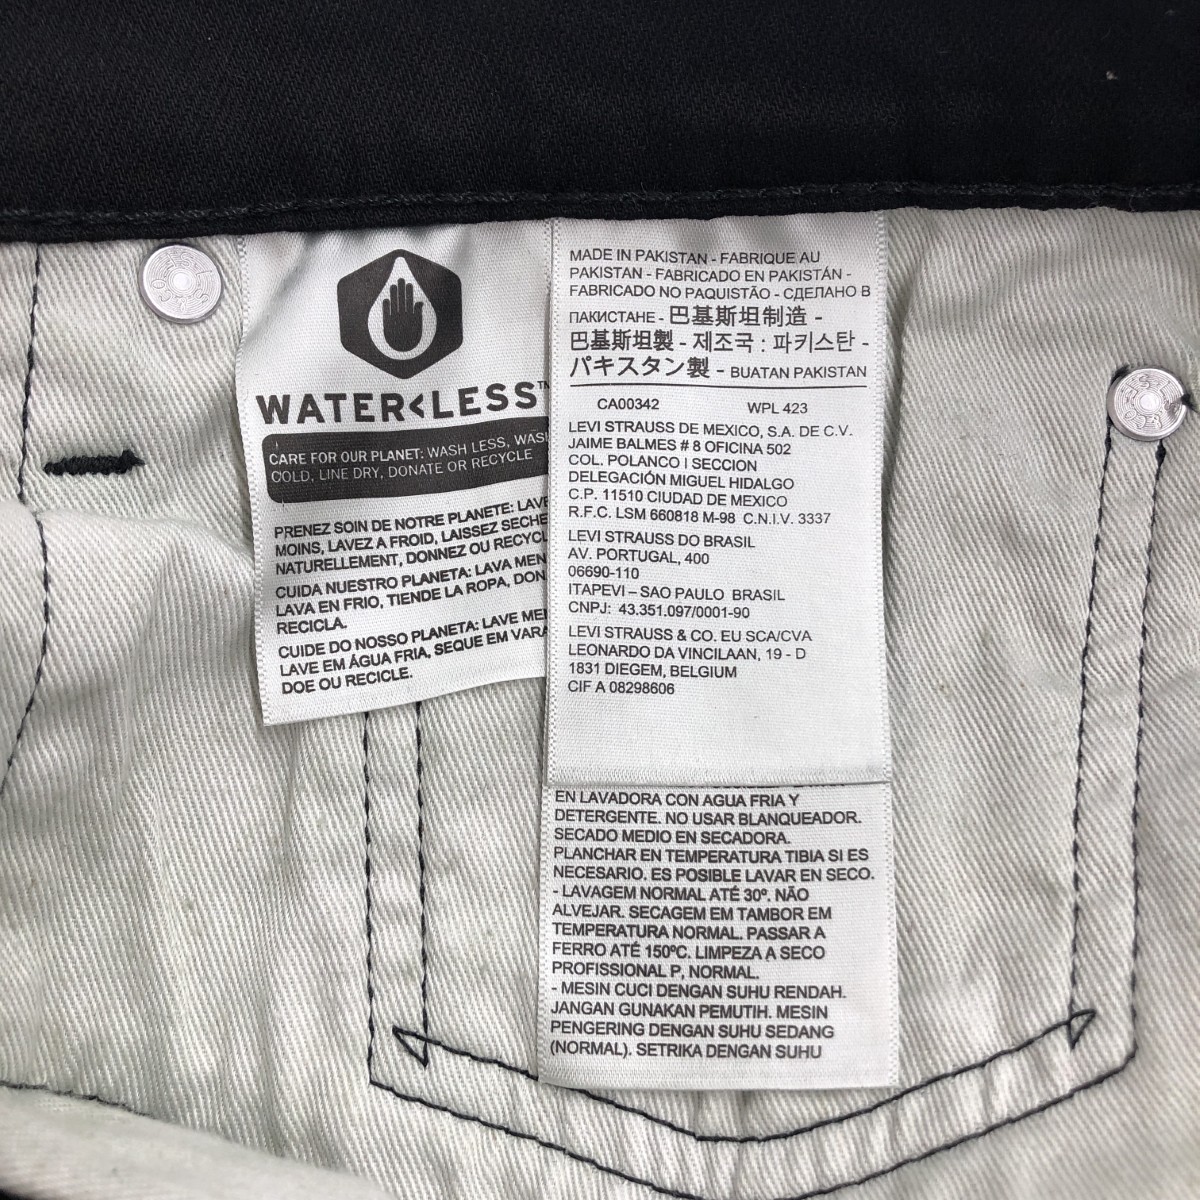 WATER<LESS™
CARE FOR OUR PLANET: WASH LESS, WASH
COLD, LINE DRY, DONATE OR RECYCLE
PRENEZ SOIN DE NOTRE PLANETE: LAVE
MOINS, LAVEZ A FROID, LAISSEZ SECHE
NATURELLEMENT, DONNEZ OU RECYCL
CUIDA NUESTRO PLANETA: LAVA MEN
LAVA EN FRIO, TIENDE LA ROPA, DON
RECICLA.
CUIDE DO NOSSO PLANETA: LAVE ME
LAVE EM ÁGUA FRIA, SEQUE EM VARA
DOE OU RECICLE.
MADE IN PAKISTAN - FABRIQUE AU
PAKISTAN - FABRICADO EN PAKISTÁN -
FABRICADO NO PAQUISTÃO - СДЕЛАНО В
ПАКИСТАНЕ - 巴基斯坦制造 -
巴基斯坦製 - 제조국 : 파키스탄 -
パキスタン製 - BUATAN PAKISTAN
CA00342 WPL 423
LEVI STRAUSS DE MEXICO, S.A. DE C.V.
JAIME BALMES # 8 OFICINA 502
COL. POLANCO I SECCION
DELEGACIÓN MIGUEL HIDALGO
C.P. 11510 CIUDAD DE MEXICO
R.F.C. LSM 660818 M-98 C.N.I.V. 3337
LEVI STRAUSS DO BRASIL
AV. PORTUGAL, 400
06690-110
ITAPEVI – SAO PAULO BRASIL
CNPJ: 43.351.097/0001-90
LEVI STRAUSS & CO. EU SCA/CVA
LEONARDO DA VINCILAAN, 19 - D
1831 DIEGEM, BELGIUM
CIF A 08298606
EN LAVADORA CON AGUA FRIA Y
DETERGENTE. NO USAR BLANQUEADOR.
SECADO MEDIO EN SECADORA.
PLANCHAR EN TEMPERATURA TIBIA SI ES
NECESARIO. ES POSIBLE LAVAR EN SECO.
- LAVAGEM NORMAL ATÉ 30º. NÃO
ALVEJAR. SECAGEM EM TAMBOR EM
TEMPERATURA NORMAL. PASSAR A
FERRO ATÉ 150ºC. LIMPEZA A SECO
PROFISSIONAL P, NORMAL.
- MESIN CUCI DENGAN SUHU RENDAH.
JANGAN GUNAKAN PEMUTIH. MESIN
PENGERING DENGAN SUHU SEDANG
(NORMAL). SETRIKA DENGAN SUHU